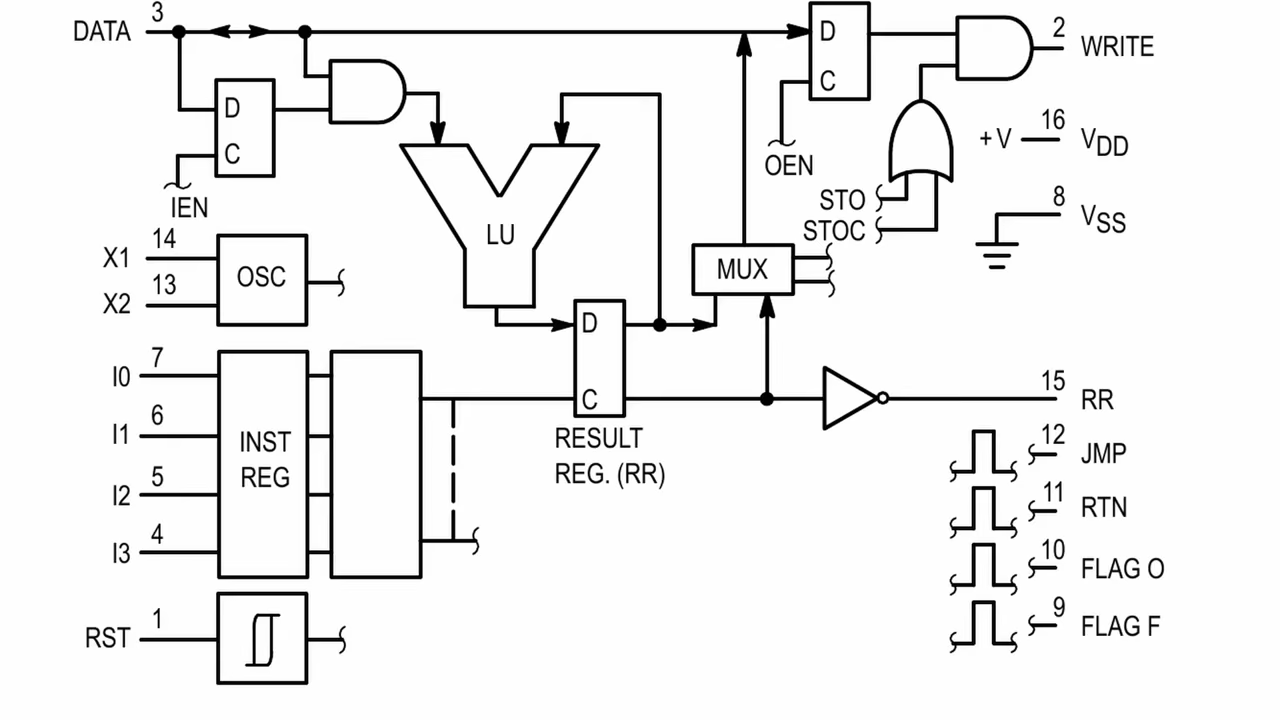 DATA 3
D
C
IEN
X1 14
X2 13
OSC
I0 7
I1 6
I2 5
I3 4
INST
REG
RST 1
LU
D
C
RESULT
REG. (RR)
MUX
D
C
OEN
STO
STOC
2 WRITE
+V 16 VDD
8 VSS
15 RR
12 JMP
11 RTN
10 FLAG O
9 FLAG F